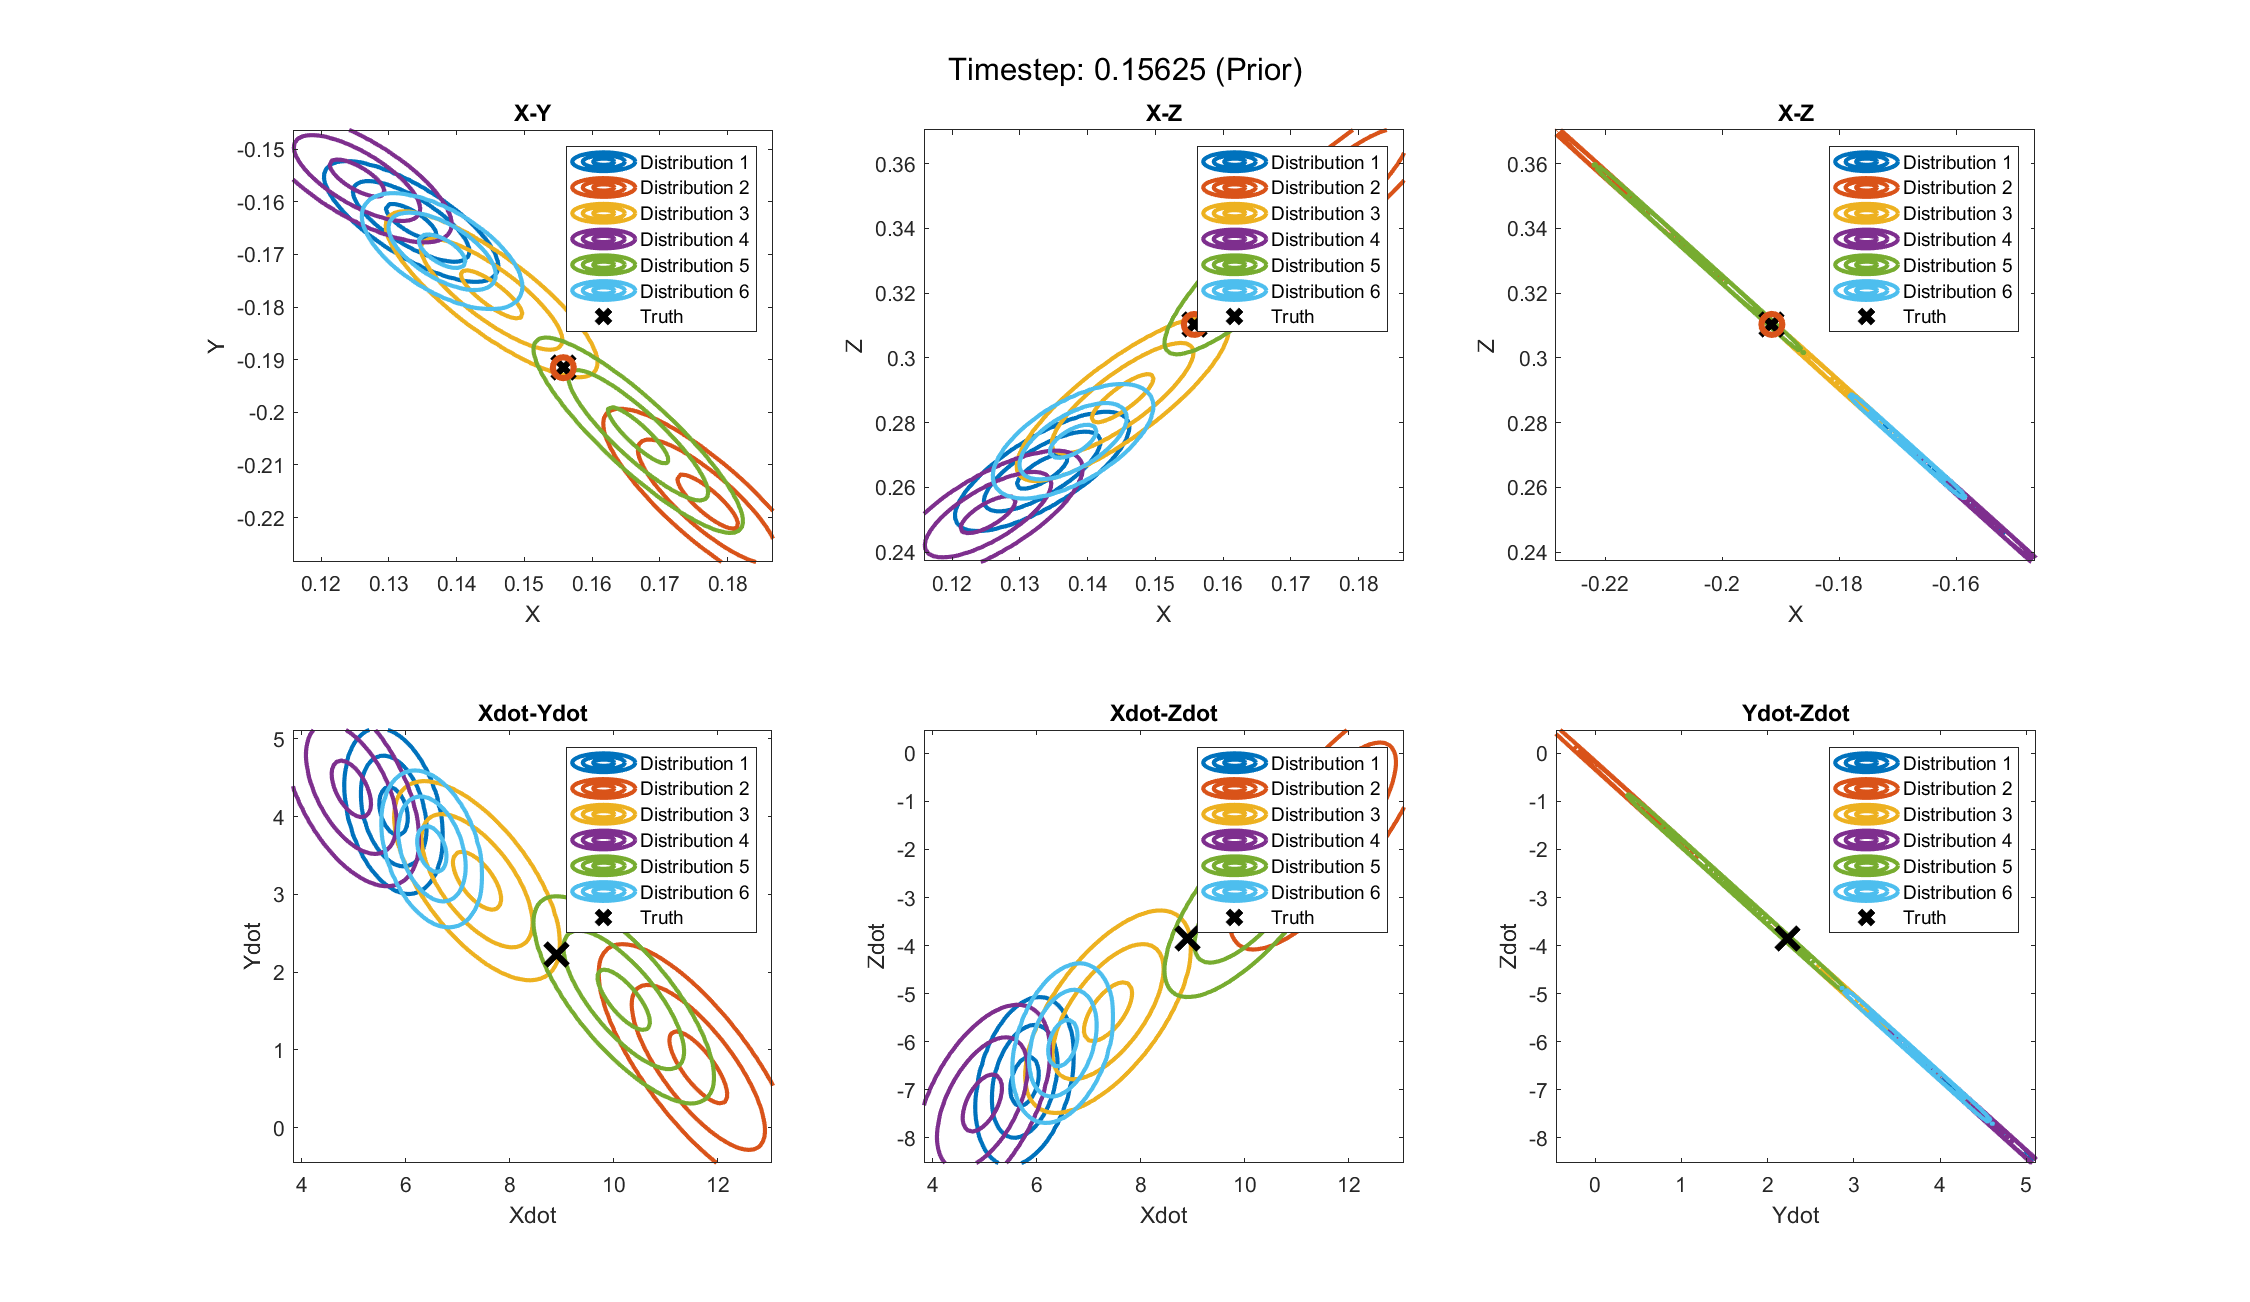 Timestep: 0.15625 (Prior)
X-Y
-0.15
-0.16
-0.17
-0.18
-0.19
-0.2
-0.21
-0.22
Y
0.12 0.13 0.14 0.15 0.16 0.17 0.18
X
Distribution 1
Distribution 2
Distribution 3
Distribution 4
Distribution 5
Distribution 6
Truth
X-Z
0.36
0.34
0.32
0.3
0.28
0.26
0.24
Z
0.12 0.13 0.14 0.15 0.16 0.17 0.18
X
Distribution 1
Distribution 2
Distribution 3
Distribution 4
Distribution 5
Distribution 6
Truth
X-Z
0.36
0.34
0.32
0.3
0.28
0.26
0.24
Z
-0.22 -0.2 -0.18 -0.16
X
Distribution 1
Distribution 2
Distribution 3
Distribution 4
Distribution 5
Distribution 6
Truth
Xdot-Ydot
5
4
3
2
1
0
Ydot
4 6 8 10 12
Xdot
Distribution 1
Distribution 2
Distribution 3
Distribution 4
Distribution 5
Distribution 6
Truth
Xdot-Zdot
0
-1
-2
-3
-4
-5
-6
-7
-8
Zdot
4 6 8 10 12
Xdot
Distribution 1
Distribution 2
Distribution 3
Distribution 4
Distribution 5
Distribution 6
Truth
Ydot-Zdot
0
-1
-2
-3
-4
-5
-6
-7
-8
Zdot
0 1 2 3 4 5
Ydot
Distribution 1
Distribution 2
Distribution 3
Distribution 4
Distribution 5
Distribution 6
Truth